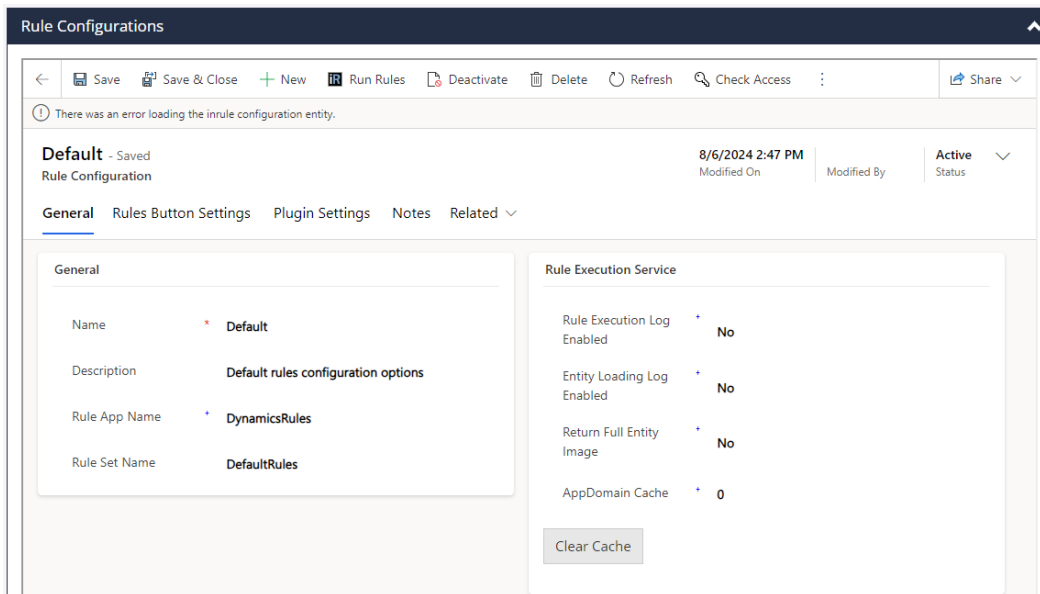 Rule Configurations
Save Save & Close New iR Run Rules Deactivate Delete Refresh Check Access Share
There was an error loading the inrule configuration entity.
Default - Saved
Rule Configuration
8/6/2024 2:47 PM
Modified On
Modified By
Active
Status
General Rules Button Settings Plugin Settings Notes Related
General
Name * Default
Description Default rules configuration options
Rule App Name + DynamicsRules
Rule Set Name DefaultRules
Rule Execution Service
Rule Execution Log
Enabled + No
Entity Loading Log
Enabled + No
Return Full Entity
Image + No
AppDomain Cache + 0
Clear Cache